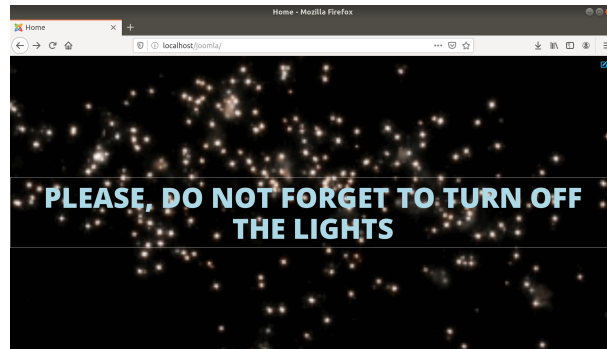 Home - Mozilla Firefox
Home
localhost/joomla/
PLEASE, DO NOT FORGET TO TURN OFF
THE LIGHTS